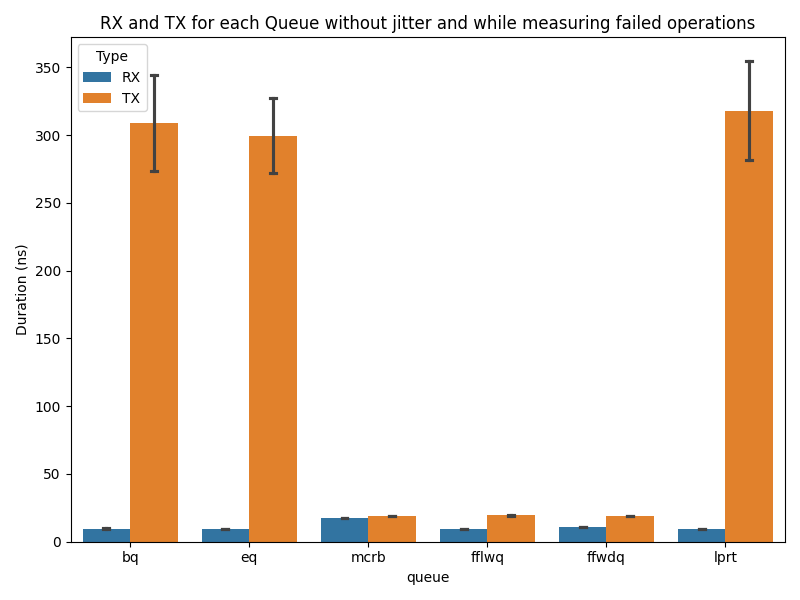 RX and TX for each Queue without jitter and while measuring failed operations
Type
RX
TX
350
300
250
200
150
100
50
0
Duration (ns)
bq
eq
mcrb
fflwq
ffwdq
lprt
queue